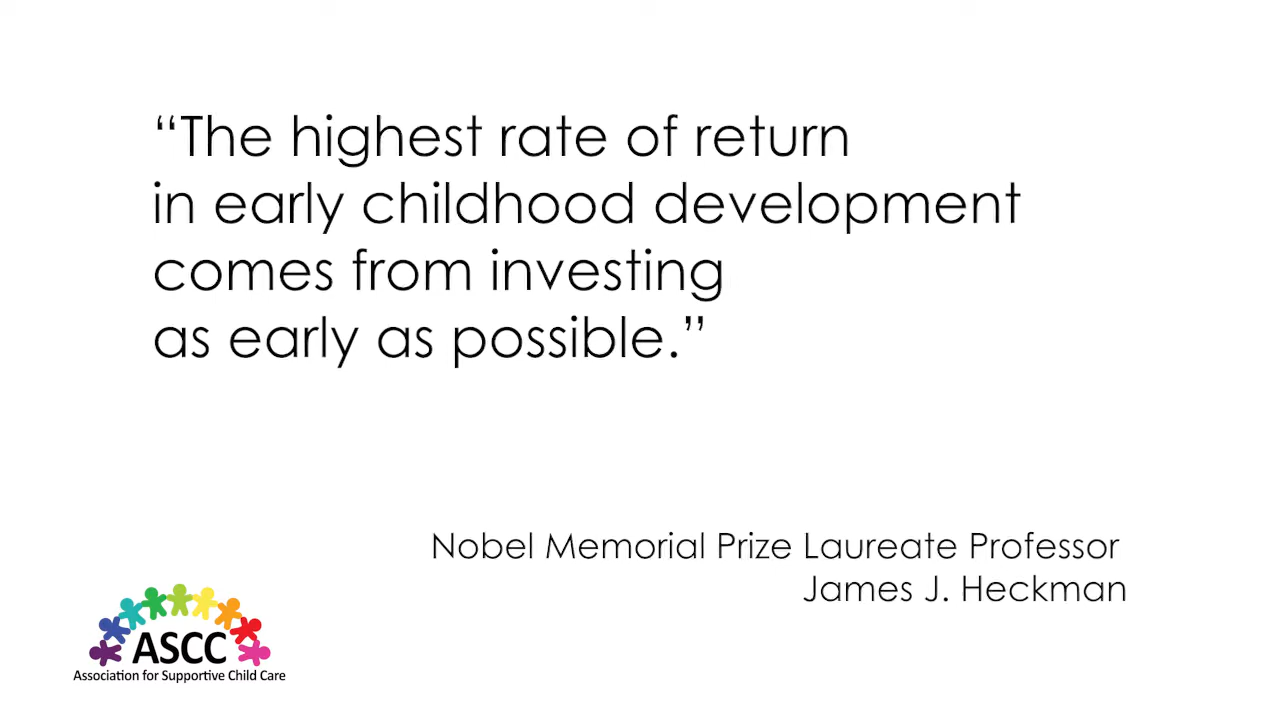 “The highest rate of return
in early childhood development
comes from investing
as early as possible.”
Nobel Memorial Prize Laureate Professor
James J. Heckman
ASCC
Association for Supportive Child Care